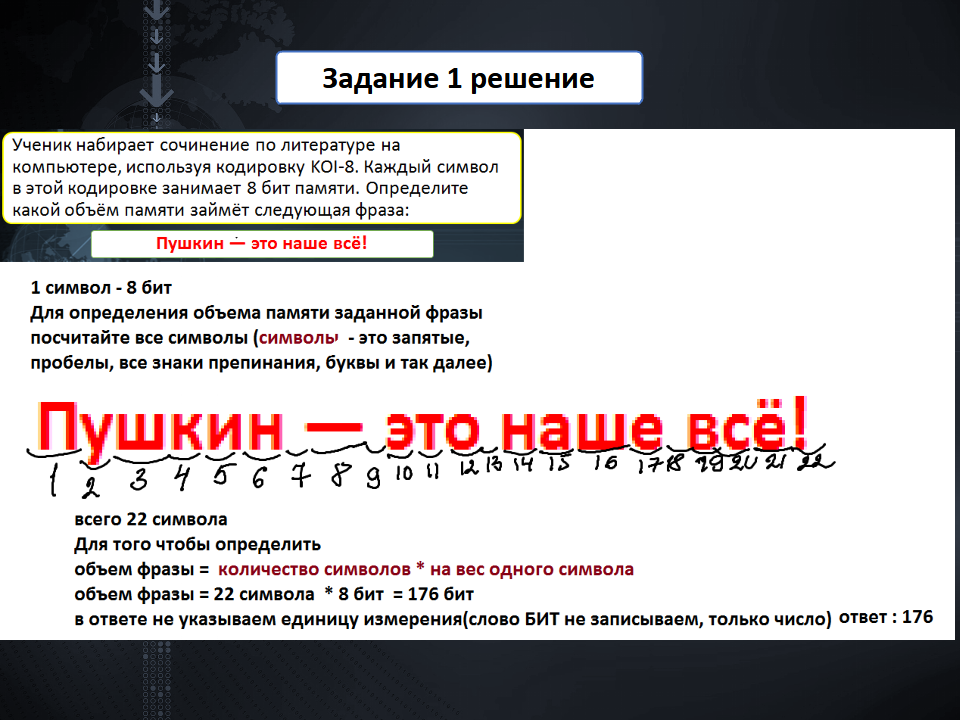 Задание 1 решение
Ученик набирает сочинение по литературе на
компьютере, используя кодировку KOI-8. Каждый символ
в этой кодировке занимает 8 бит памяти. Определите
какой объём памяти займёт следующая фраза:
Пушкин — это наше всё!
1 символ - 8 бит
Для определения объема памяти заданной фразы
посчитайте все символы (символы - это запятые,
пробелы, все знаки препинания, буквы и так далее)
Пушкин — это наше всё!
1 2 3 4 5 6 7 8 9 10 11 12 13 14 15 16 17 18 19 20 21 22
всего 22 символа
Для того чтобы определить
объем фразы = количество символов * на вес одного символа
объем фразы = 22 символа * 8 бит = 176 бит
в ответе не указываем единицу измерения(слово БИТ не записываем, только число) ответ : 176